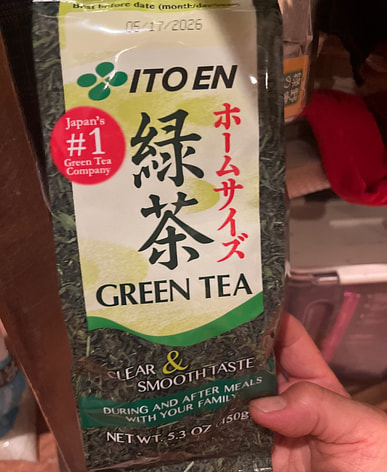 Best before date (month/day/year)
05/17/2026
ITO EN
Japan's
#1
Green Tea
Company
緑茶
ホームサイズ
GREEN TEA
CLEAR & SMOOTH TASTE
DURING AND AFTER MEALS
WITH YOUR FAMILY
NET WT. 5.3 OZ. 150g